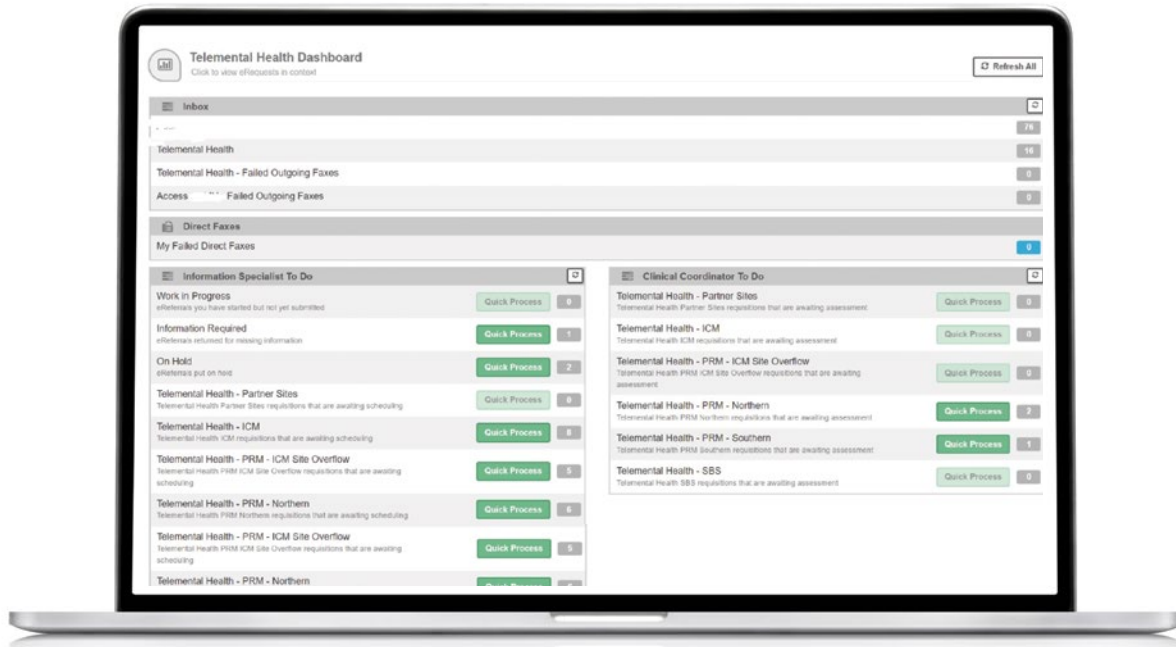 Telemental Health Dashboard
Click to view eRequests in context
Refresh All
Inbox
76
Telemental Health
16
Telemental Health - Failed Outgoing Faxes
0
Access
Failed Outgoing Faxes
0
Direct Faxes
My Failed Direct Faxes
0
Information Specialist To Do
Work in Progress
eReferrals you have started but not yet submitted
Quick Process
0
Information Required
eReferrals returned for missing information
Quick Process
1
On Hold
eReferrals put on hold
Quick Process
2
Telemental Health - Partner Sites
Telemental Health Partner Sites requisitions that are awaiting scheduling
Quick Process
0
Telemental Health - ICM
Telemental Health ICM requisitions that are awaiting scheduling
Quick Process
8
Telemental Health - PRM - ICM Site Overflow
Telemental Health PRM ICM Site Overflow requisitions that are awaiting
scheduling
Quick Process
5
Telemental Health - PRM - Northern
Telemental Health PRM Northern requisitions that are awaiting scheduling
Quick Process
6
Telemental Health - PRM - ICM Site Overflow
Telemental Health PRM ICM Site Overflow requisitions that are awaiting
scheduling
Quick Process
5
Telemental Health - PRM - Northern
Clinical Coordinator To Do
Telemental Health - Partner Sites
Telemental Health Partner Sites requisitions that are awaiting assessment
Quick Process
0
Telemental Health - ICM
Telemental Health ICM requisitions that are awaiting assessment
Quick Process
0
Telemental Health - PRM - ICM Site Overflow
Telemental Health PRM ICM Site Overflow requisitions that are awaiting
assessment
Quick Process
0
Telemental Health - PRM - Northern
Telemental Health PRM Northern requisitions that are awaiting assessment
Quick Process
2
Telemental Health - PRM - Southern
Telemental Health PRM Southern requisitions that are awaiting assessment
Quick Process
1
Telemental Health - SBS
Telemental Health SBS requisitions that are awaiting assessment
Quick Process
0